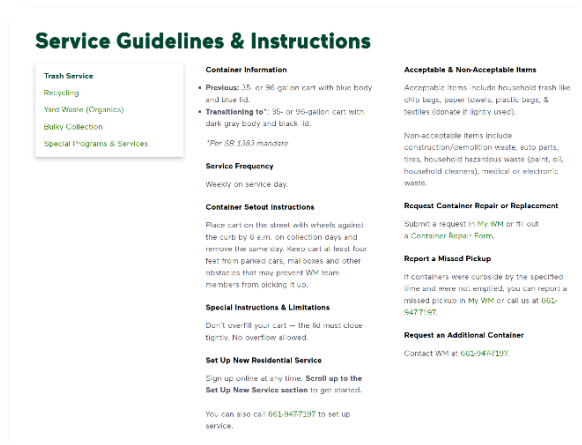 Service Guidelines & Instructions
Trash Service
Recycling
Yard Waste (Organics)
Bulky Collection
Special Programs & Services
Container Information
• Previous: 35- or 96-gallon cart with blue body
and blue lid.
• Transitioning to*: 35- or 96-gallon cart with
dark gray body and black lid.
*Per SB 1383 mandate
Service Frequency
Weekly on service day.
Container Setout Instructions
Place cart on the street with wheels against
the curb by 6 a.m. on collection days and
remove the same day. Keep cart at least four
feet from parked cars, mailboxes and other
obstacles that may prevent WM team
members from picking it up.
Special Instructions & Limitations
Don't overfill your cart — the lid must close
tightly. No overflow allowed.
Set Up New Residential Service
Sign up online at any time. Scroll up to the
Set Up New Service section to get started.
You can also call 661-947-7197 to set up
service.
Acceptable & Non-Acceptable Items
Acceptable items include household trash like
chip bags, paper towels, plastic bags, &
textiles (donate if lightly used).
Non-acceptable items include
construction/demolition waste, auto parts,
tires, household hazardous waste (paint, oil,
household cleaners), medical or electronic
waste.
Request Container Repair or Replacement
Submit a request in My WM or fill out
a Container Repair Form.
Report a Missed Pickup
If containers were curbside by the specified
time and were not emptied, you can report a
missed pickup in My WM or call us at 661-
947-7197.
Request an Additional Container
Contact WM at 661-947-7197.